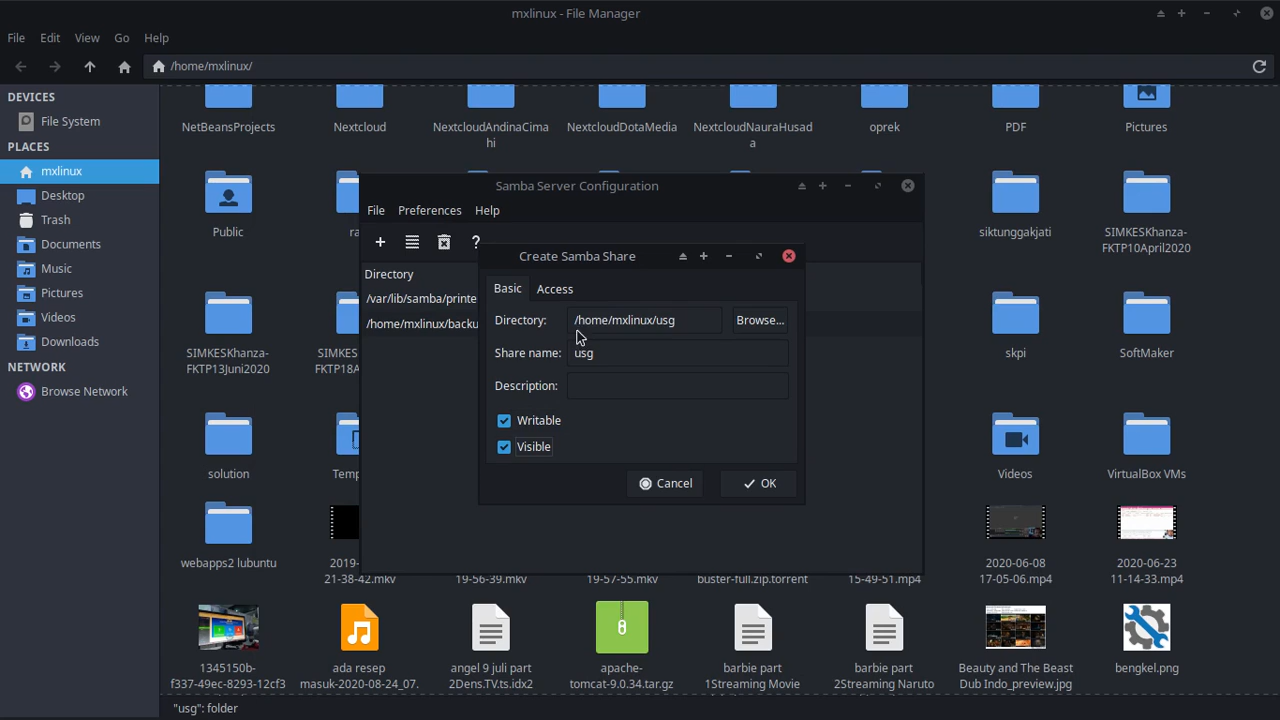 mxlinux - File Manager
File Edit View Go Help
/home/mxlinux/
DEVICES
File System
PLACES
mxlinux
Desktop
Trash
Documents
Music
Pictures
Videos
Downloads
NETWORK
Browse Network
NetBeansProjects
Nextcloud
NextcloudAndinaCima
hi
NextcloudDotaMedia
NextcloudNauraHusad
a
oprek
PDF
Pictures
Public
ra
siktunggakjati
SIMKESKhanza-
FKTP10April2020
SIMKESKhanza-
FKTP13Juni2020
SIMKES
FKTP18A
skpi
SoftMaker
solution
Temp
Videos
VirtualBox VMs
webapps2 lubuntu
2019-
21-38-42.mkv
19-56-39.mkv
19-57-55.mkv
buster-full.zip.torrent
15-49-51.mp4
2020-06-08
17-05-06.mp4
2020-06-23
11-14-33.mp4
1345150b-
f337-49ec-8293-12cf3
ada resep
masuk-2020-08-24_07.
angel 9 juli part
2Dens.TV.ts.idx2
apache-
tomcat-9.0.34.tar.gz
barbie part
1Streaming Movie
barbie part
2Streaming Naruto
Beauty and The Beast
Dub Indo_preview.jpg
bengkel.png
"usg": folder
Samba Server Configuration
File Preferences Help
Directory
/var/lib/samba/printe
/home/mxlinux/backu
Create Samba Share
Basic Access
Directory: /home/mxlinux/usg Browse...
Share name: usg
Description:
Writable
Visible
Cancel OK